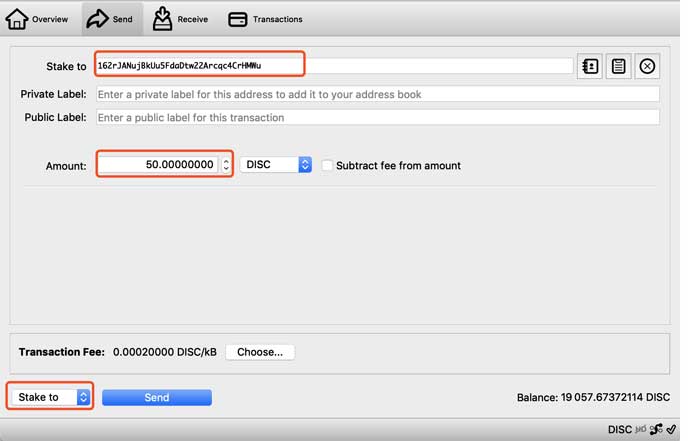 Overview Send Receive Transactions
Stake to 16ZrJANujBkUu5FdaDtw22Arcqc4CrHMWu
Private Label: Enter a private label for this address to add it to your address book
Public Label: Enter a public label for this transaction
Amount: 50.00000000 DISC Subtract fee from amount
Transaction Fee: 0.00020000 DISC/kB Choose...
Stake to Send Balance: 19 057.67372114 DISC
DISC